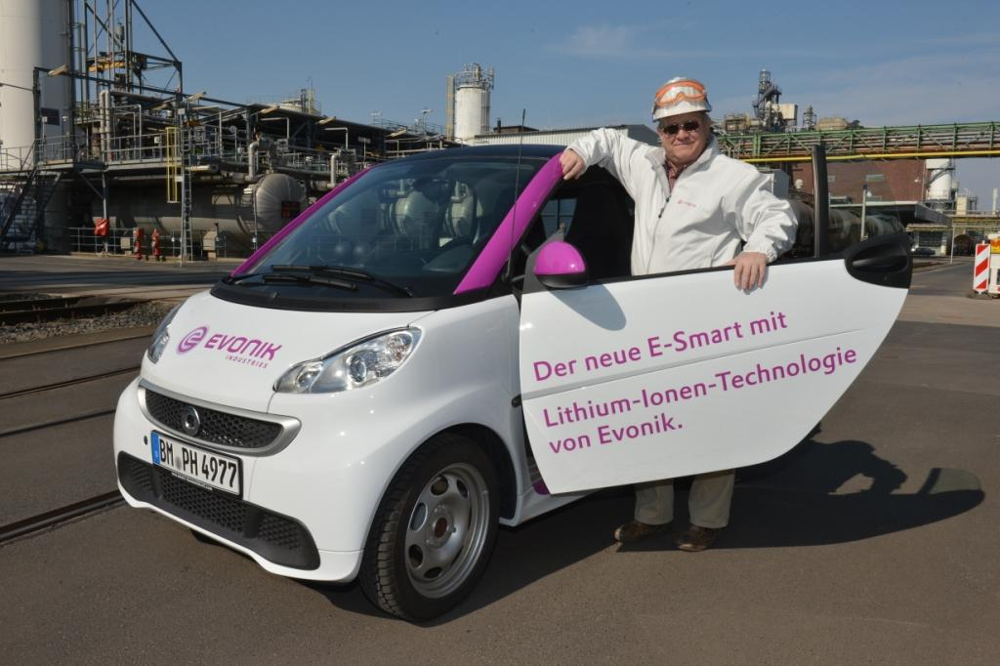 EVONIK
INDUSTRIES
BM PH 4977
Der neue E-Smart mit
Lithium-Ionen-Technologie
von Evonik.